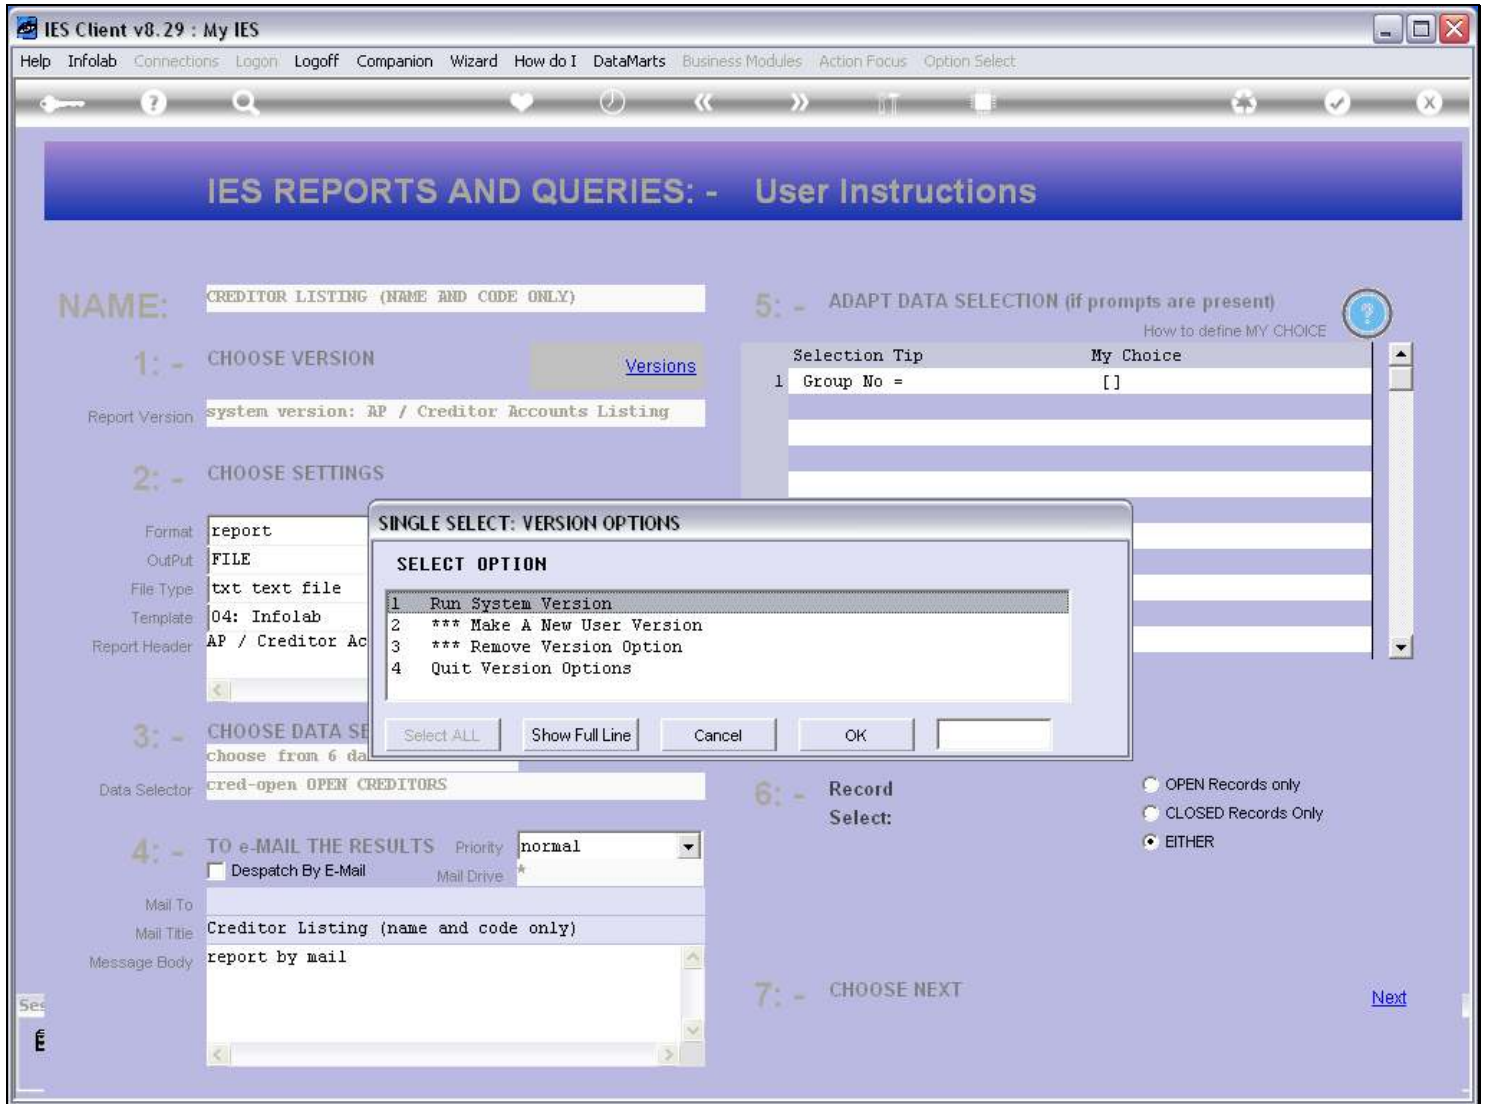 IES Client v8.29 : My IES
Help Infolab Connections Logon Logoff Companion Wizard How do I DataMarts Business Modules Action Focus Option Select
IES REPORTS AND QUERIES: - User Instructions
NAME: CREDITOR LISTING (NAME AND CODE ONLY)
1: - CHOOSE VERSION Versions
Report Version system version: AP / Creditor Accounts Listing
2: - CHOOSE SETTINGS
Format report
OutPut FILE
File Type txt text file
Template 04: Infolab
Report Header AP / Creditor Ac
3: - CHOOSE DATA SE
choose from 6 da
Data Selector cred-open OPEN CREDITORS
4: - TO e-MAIL THE RESULTS Priority normal
Despatch By E-Mail Mail Drive *
Mail To
Mail Title Creditor Listing (name and code only)
Message Body report by mail
5: - ADAPT DATA SELECTION (if prompts are present)
How to define MY CHOICE
Selection Tip My Choice
1 Group No = []
SINGLE SELECT: VERSION OPTIONS
SELECT OPTION
1 Run System Version
2 *** Make A New User Version
3 *** Remove Version Option
4 Quit Version Options
Select ALL Show Full Line Cancel OK
6: - Record Select:
OPEN Records only
CLOSED Records Only
EITHER
7: - CHOOSE NEXT Next
Ses